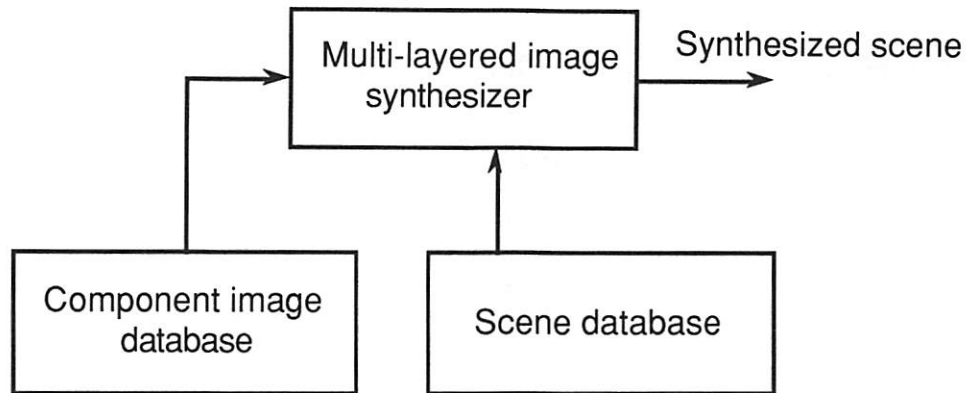 Multi-layered image
synthesizer
Synthesized scene
Component image
database
Scene database